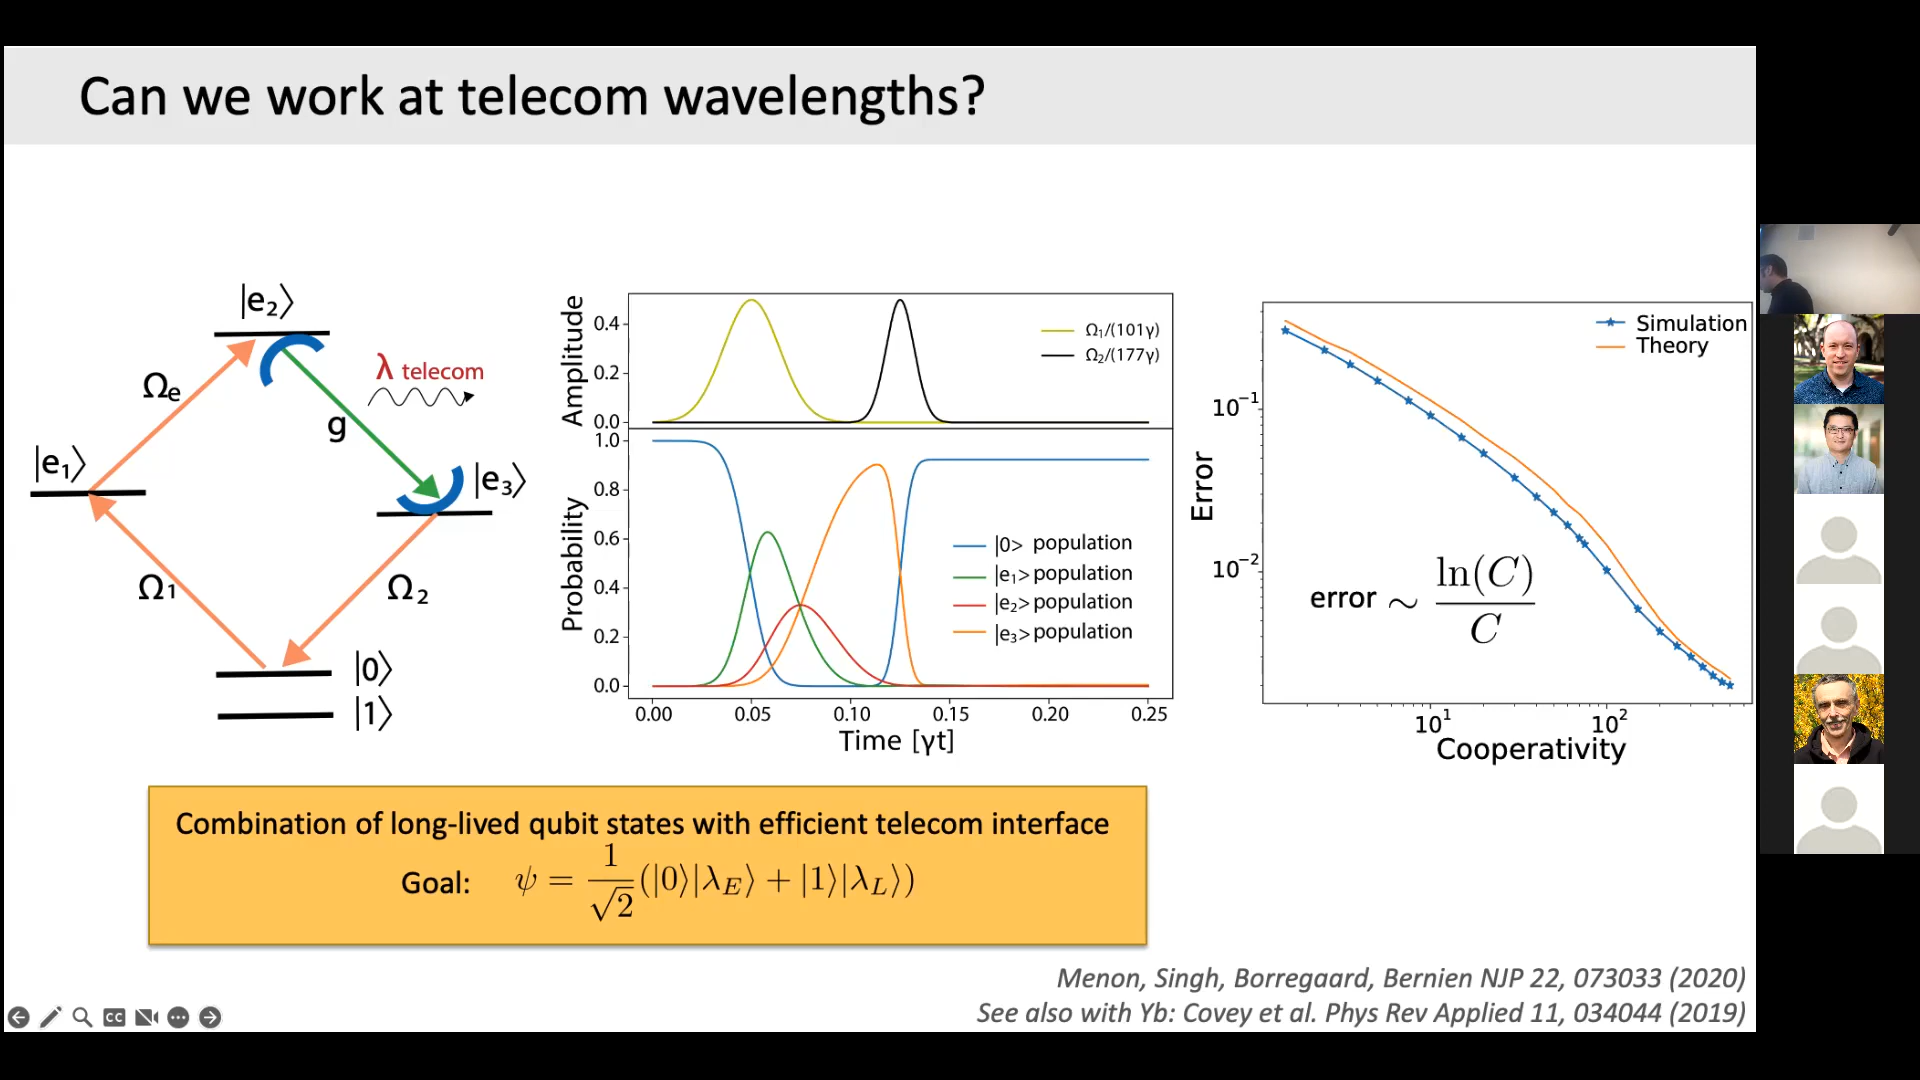 Can we work at telecom wavelengths?
|e₂⟩
Ωₑ
λ telecom
g
|e₁⟩
|e₃⟩
Ω₁
Ω₂
|0⟩
|1⟩
Amplitude
0.4
0.2
0.0
Ω₁/(101γ)
Ω₂/(177γ)
Probability
1.0
0.8
0.6
0.4
0.2
0.0
|0> population
|e₁> population
|e₂> population
|e₃> population
0.00 0.05 0.10 0.15 0.20 0.25
Time [γt]
Simulation
Theory
Error
10⁻¹
10⁻²
error ~ ln(C)/C
10¹ 10²
Cooperativity
Combination of long-lived qubit states with efficient telecom interface
Goal: ψ = 1/√2 (|0⟩|λ_E⟩ + |1⟩|λ_L⟩)
Menon, Singh, Borregaard, Bernien NJP 22, 073033 (2020)
See also with Yb: Covey et al. Phys Rev Applied 11, 034044 (2019)
CC